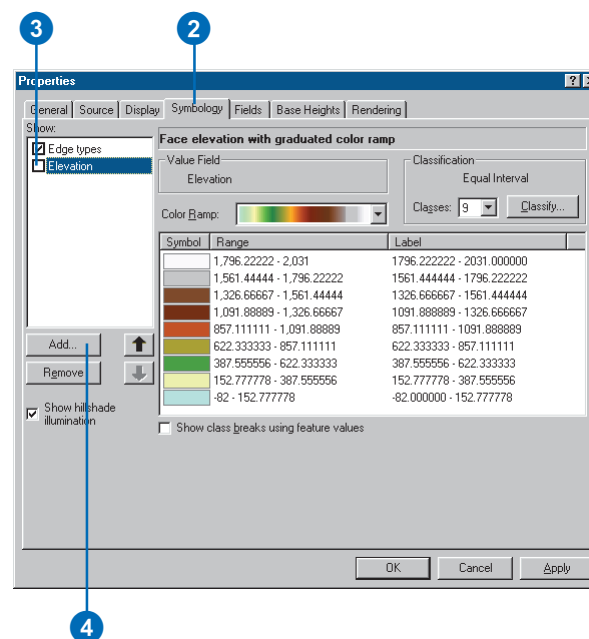 3
2
Properties
General Source Display Symbology Fields Base Heights Rendering
Show:
Edge types
Elevation
Add...
Remove
Show hillshade
illumination
Face elevation with graduated color ramp
Value Field
Elevation
Classification
Equal Interval
Color Ramp:
Classes: 9 Classify...
Symbol Range Label
1,796.22222 - 2,031 1796.222222 - 2031.000000
1,561.44444 - 1,796.22222 1561.444444 - 1796.222222
1,326.66667 - 1,561.44444 1326.666667 - 1561.444444
1,091.88889 - 1,326.66667 1091.888889 - 1326.666667
857.111111 - 1,091.88889 857.111111 - 1091.888889
622.333333 - 857.111111 622.333333 - 857.111111
387.555556 - 622.333333 387.555556 - 622.333333
152.777778 - 387.555556 152.777778 - 387.555556
-82 - 152.777778 -82.000000 - 152.777778
Show class breaks using feature values
OK Cancel Apply
4